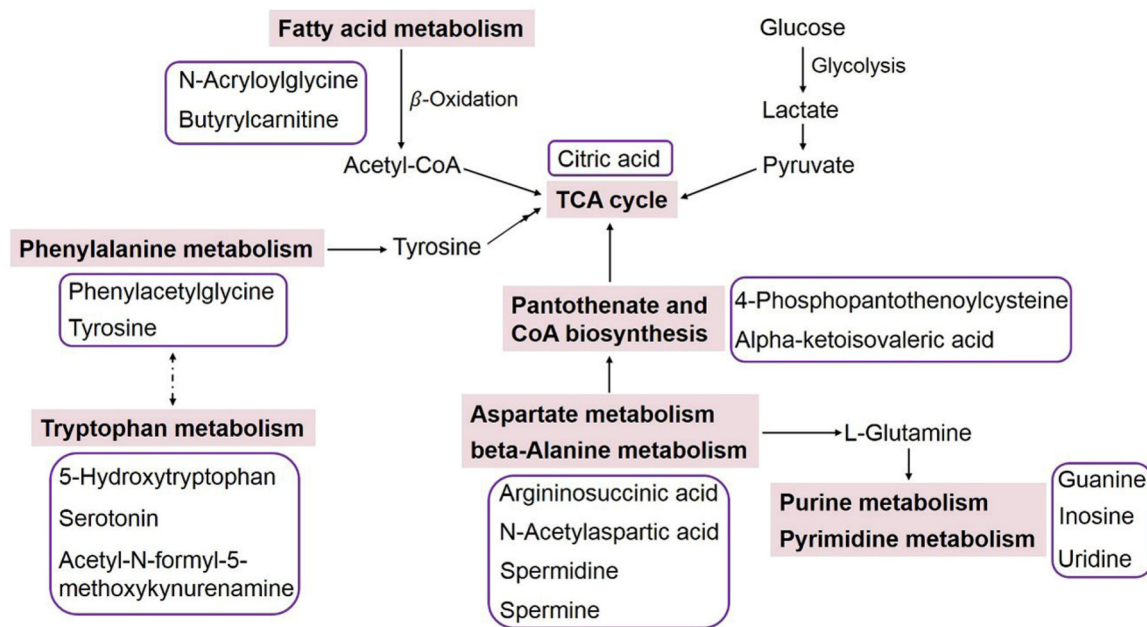 Fatty acid metabolism
N-Acryloylglycine
Butyrylcarnitine
β-Oxidation
Acetyl-CoA
Glucose
Glycolysis
Lactate
Pyruvate
Citric acid
TCA cycle
Phenylalanine metabolism
Tyrosine
Phenylacetylglycine
Tyrosine
Pantothenate and
CoA biosynthesis
4-Phosphopantothenoylcysteine
Alpha-ketoisovaleric acid
Tryptophan metabolism
5-Hydroxytryptophan
Serotonin
Acetyl-N-formyl-5-
methoxykynurenamine
Aspartate metabolism
beta-Alanine metabolism
L-Glutamine
Argininosuccinic acid
N-Acetylaspartic acid
Spermidine
Spermine
Purine metabolism
Pyrimidine metabolism
Guanine
Inosine
Uridine